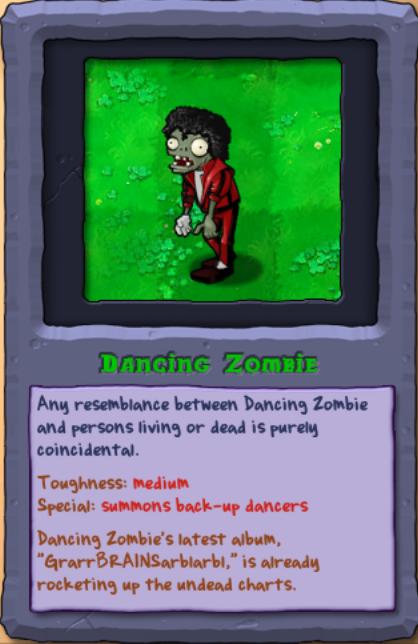 Dancing Zombie
Any resemblance between Dancing Zombie
and persons living or dead is purely
coincidental.
Toughness: medium
Special: summons back-up dancers
Dancing Zombie's latest album,
"GrarrBRAINSarblarbl," is already
rocketing up the undead charts.